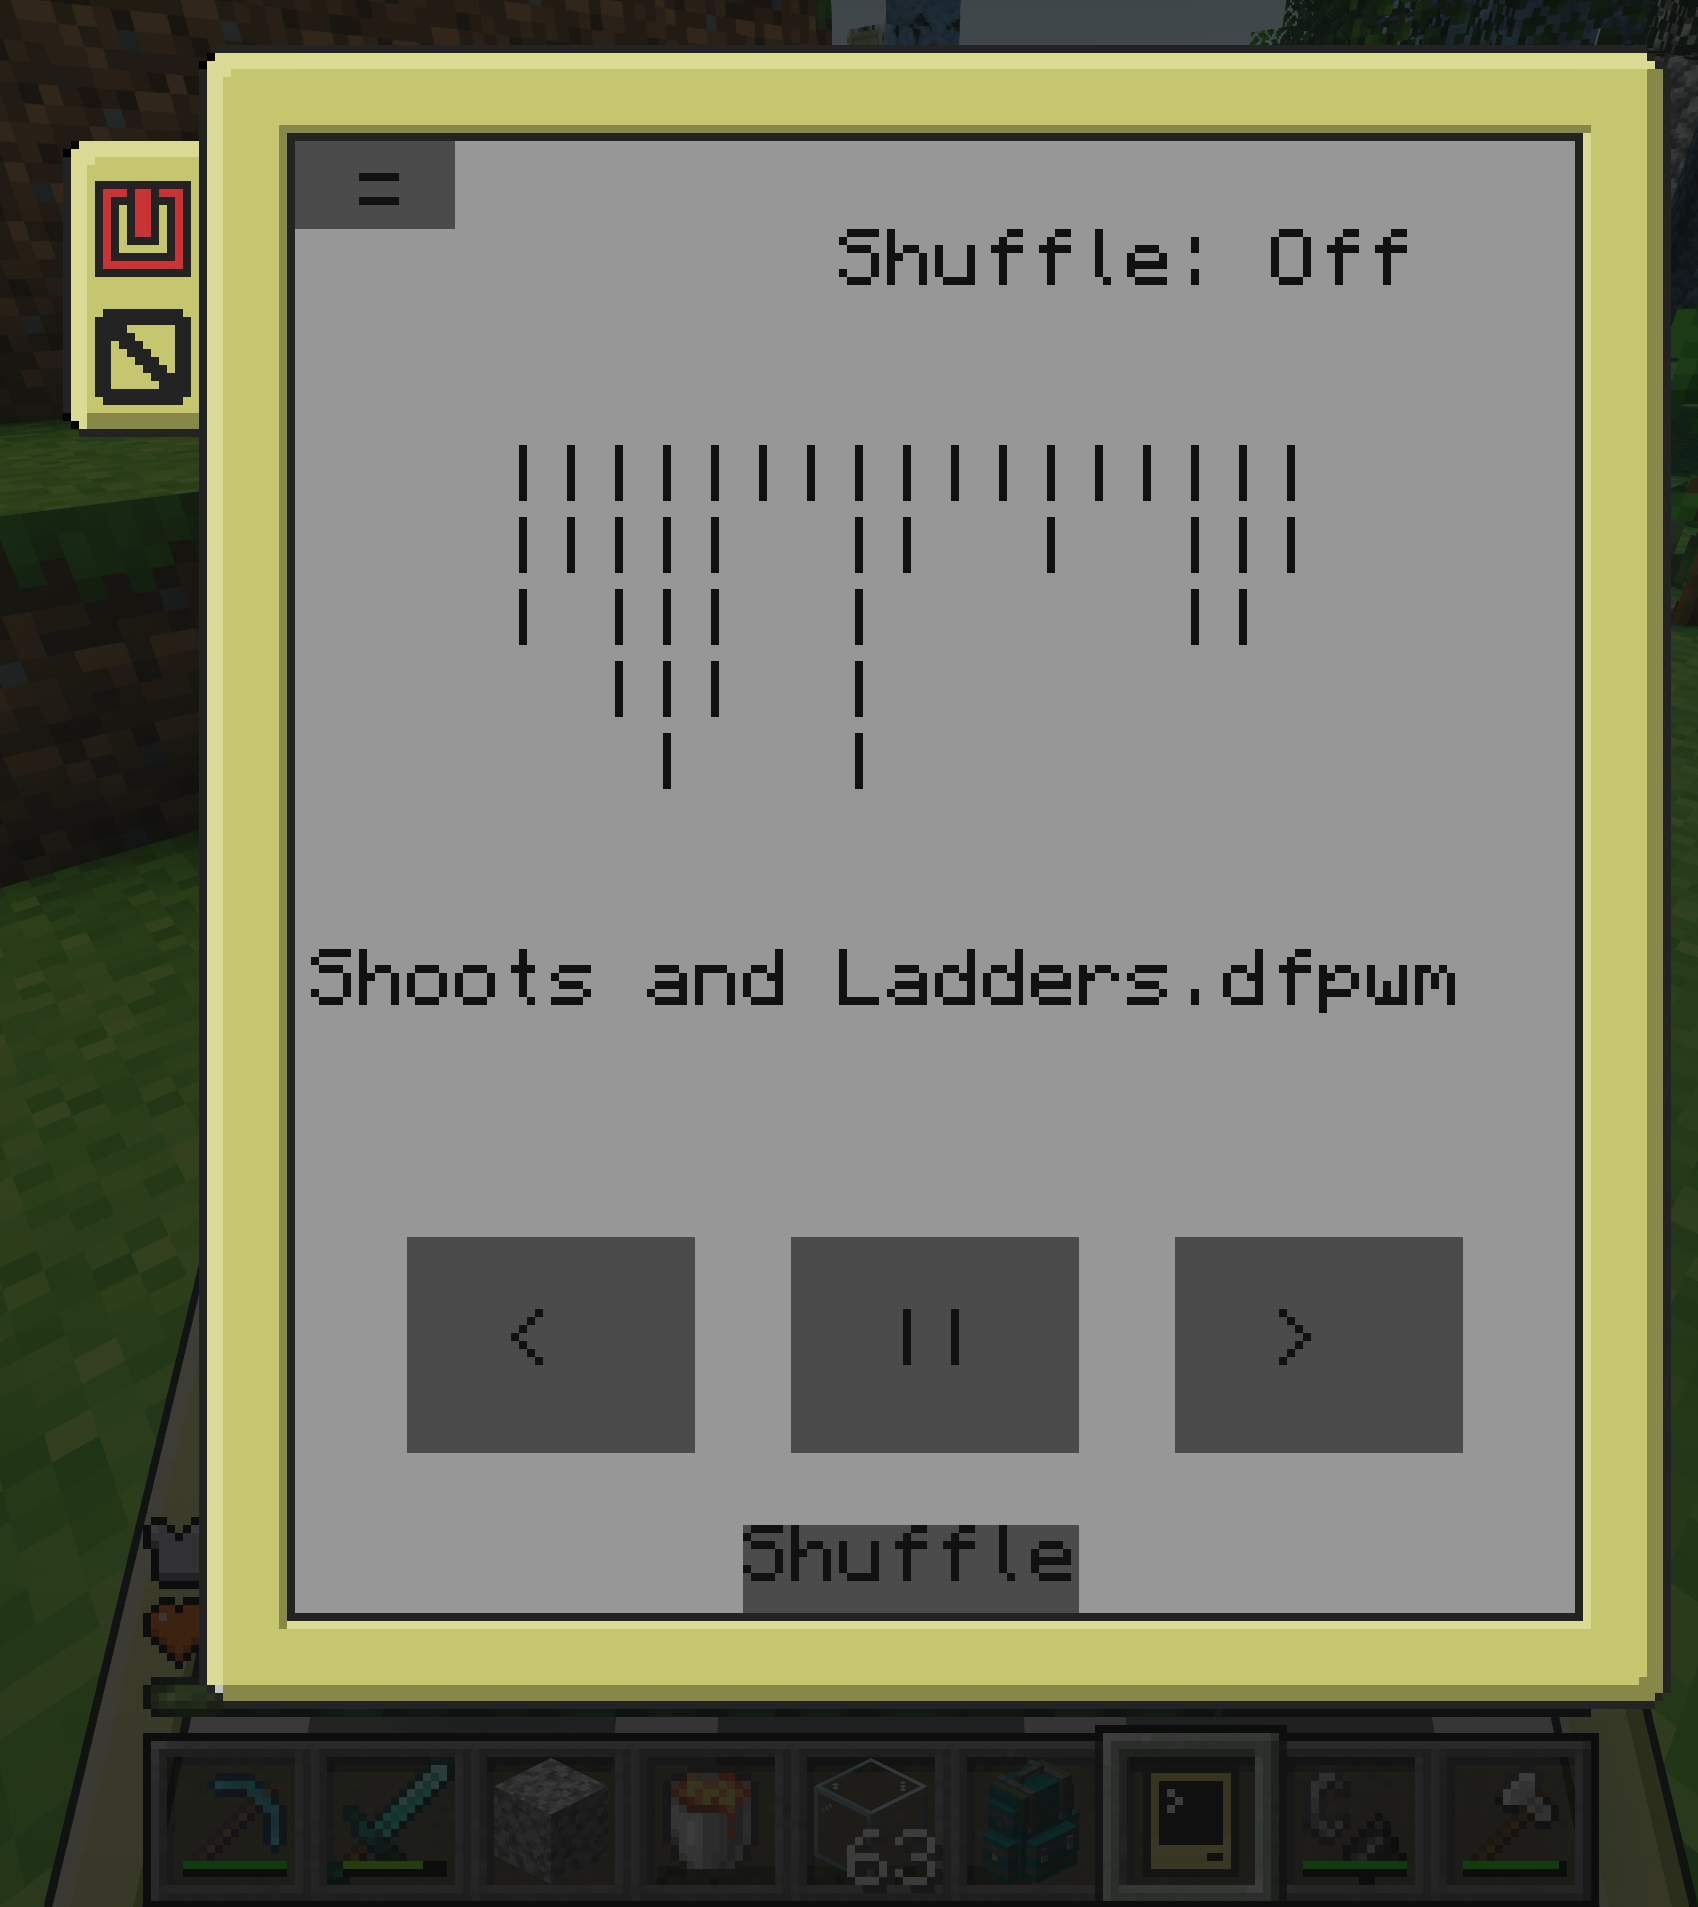 =
Shuffle: Off
| | | | | | | | | | | | | | | | |
| | | | | | | | | | |
| | | | | | |
| | | |
| |
Shoots and Ladders.dfpwm
< || >
Shuffle
63